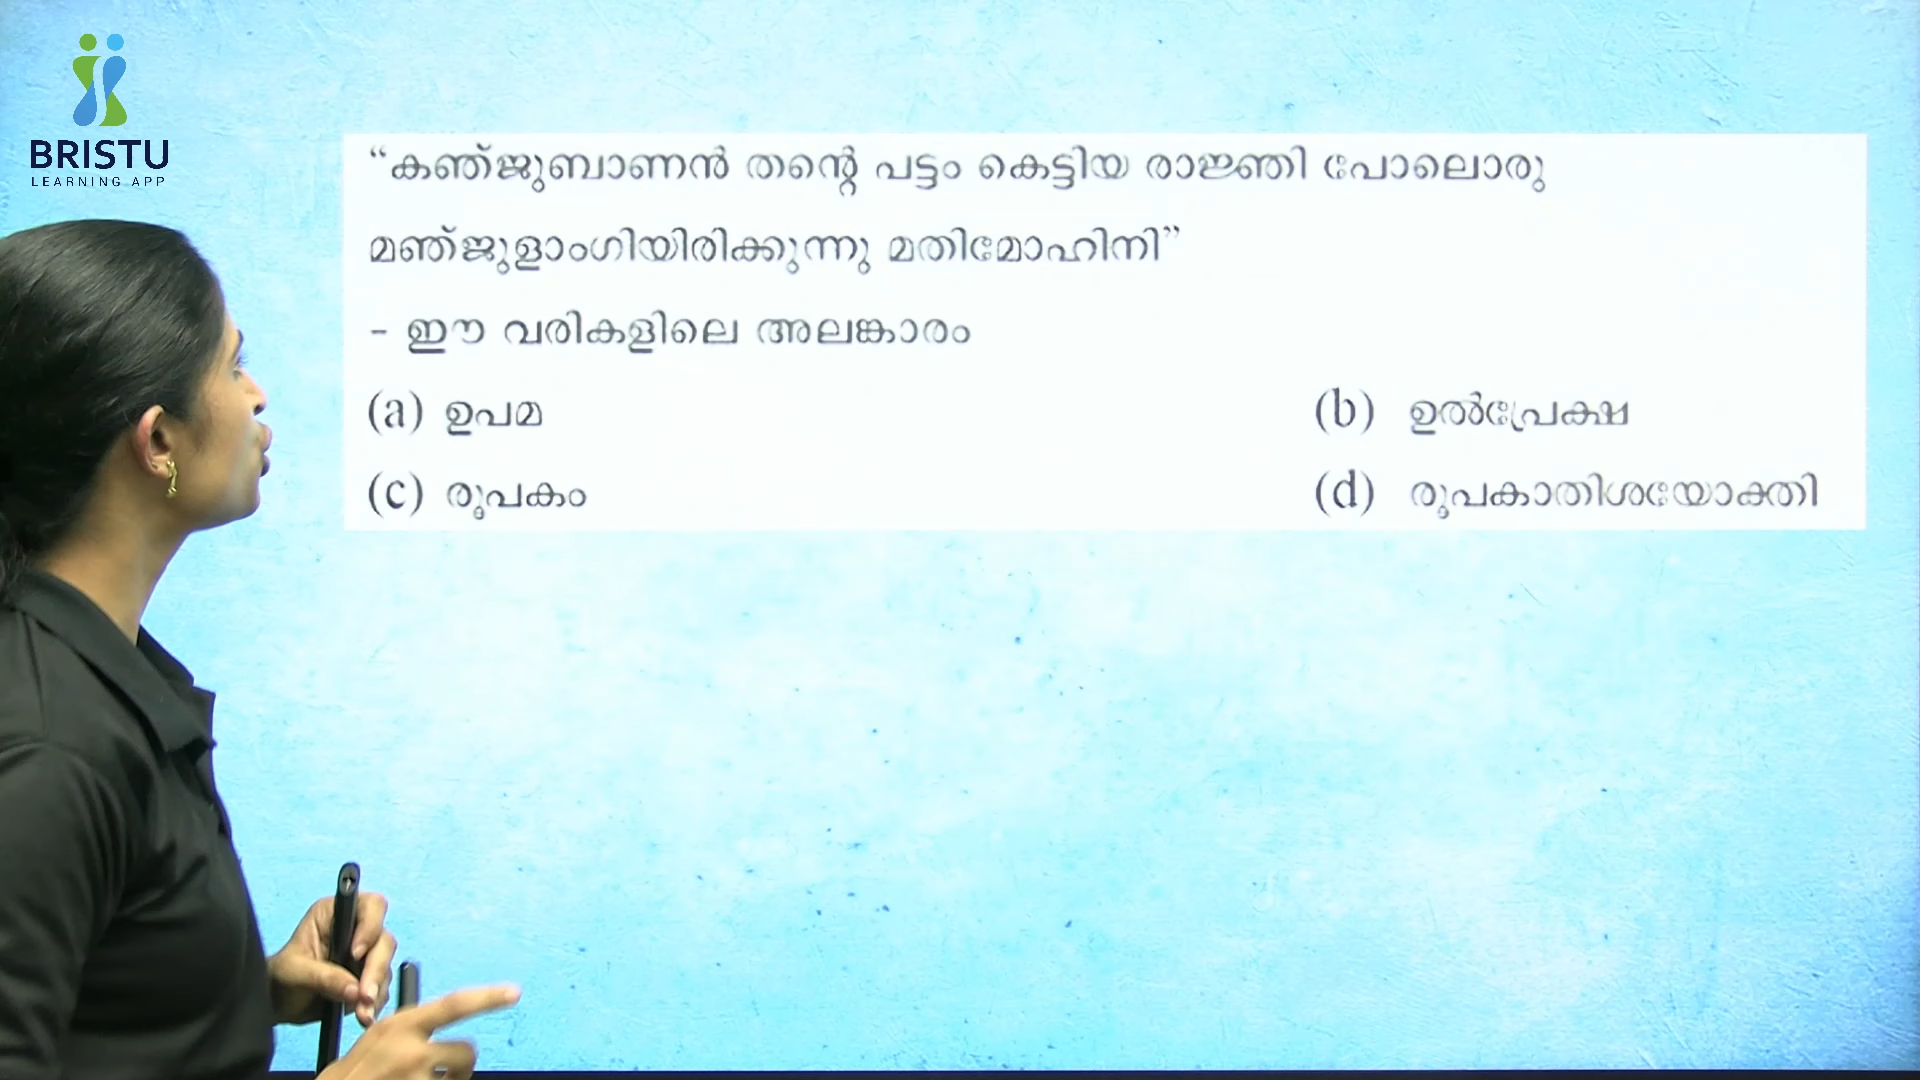 BRISTU
LEARNING APP
“കഞ്ജുബാണൻ തന്റെ പട്ടം കെട്ടിയ രാജ്ഞി പോലൊരു
മഞ്ജുളാംഗിയിരിക്കുന്നു മതിമോഹിനി”
- ഈ വരികളിലെ അലങ്കാരം
(a) ഉപമ
(b) ഉൽപ്രേക്ഷ
(c) രൂപകം
(d) രൂപകാതിശയോക്തി